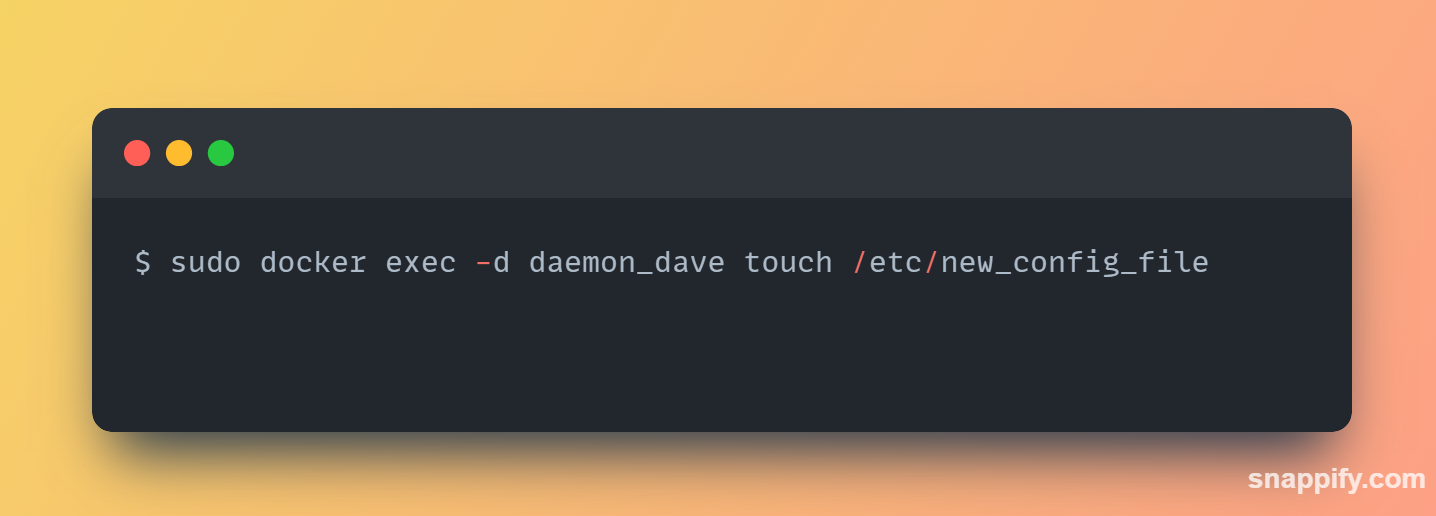 $ sudo docker exec -d daemon_dave touch /etc/new_config_file
snappify.com